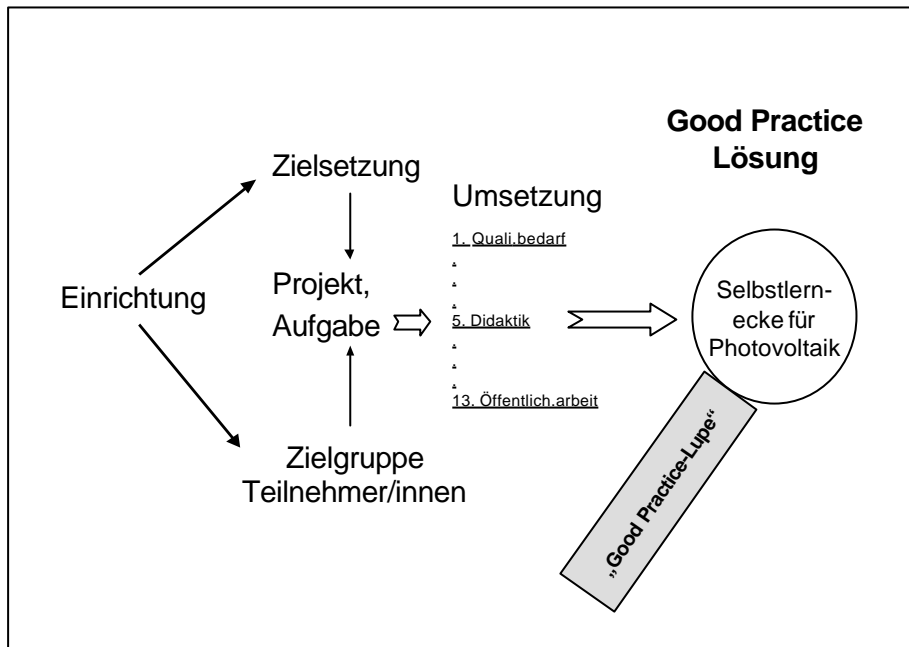 Good Practice
Lösung
Zielsetzung
Umsetzung
1. Quali.bedarf
.
.
.
5. Didaktik
.
.
.
13. Öffentlich.arbeit
Einrichtung
Projekt,
Aufgabe
Selbstlern-
ecke für
Photovoltaik
Zielgruppe
Teilnehmer/innen
„Good Practice-Lupe“